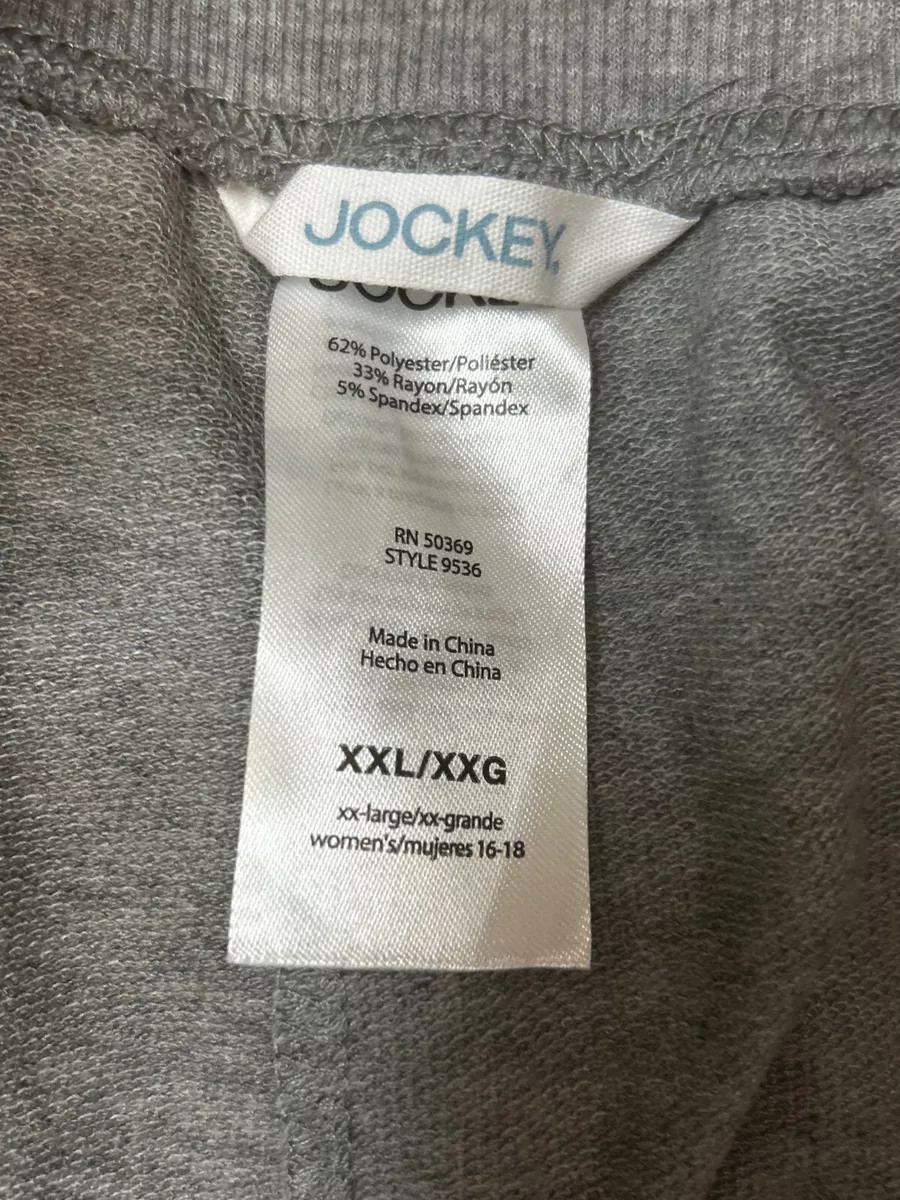 JOCKEY
62% Polyester/Poliéster
33% Rayon/Rayón
5% Spandex/Spandex
RN 50369
STYLE 9536
Made in China
Hecho en China
XXL/XXG
xx-large/xx-grande
women's/mujeres 16-18